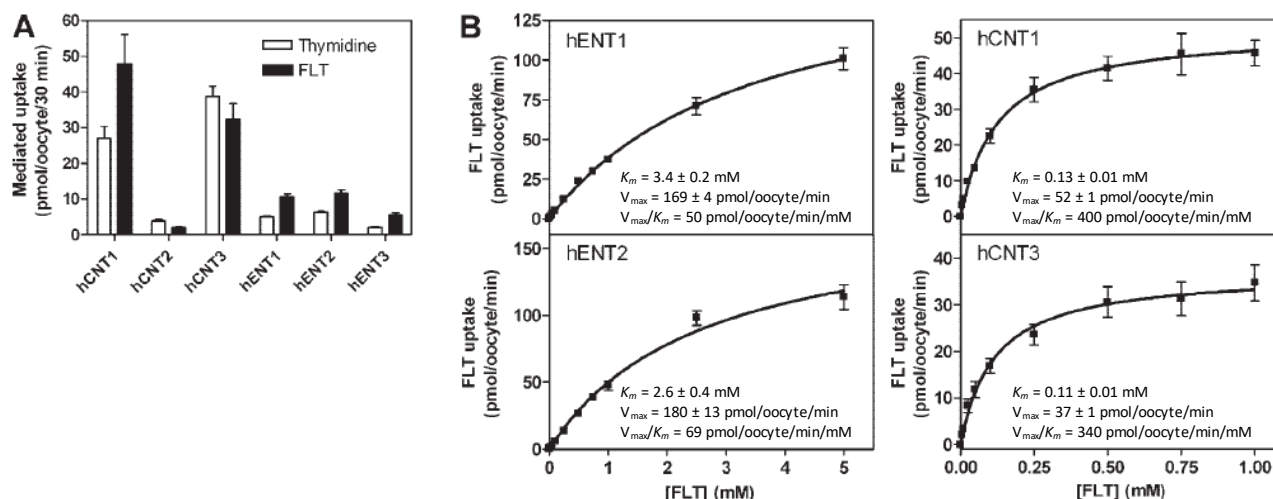 A
Mediated uptake
(pmol/oocyte/30 min)
60
50
40
30
20
10
0
Thymidine
FLT
hCNT1
hCNT2
hCNT3
hENT1
hENT2
hENT3
B
hENT1
FLT uptake
(pmol/oocyte/min)
125
100
75
50
25
0
Km = 3.4 ± 0.2 mM
Vmax = 169 ± 4 pmol/oocyte/min
Vmax/Km = 50 pmol/oocyte/min/mM
hCNT1
FLT uptake
(pmol/oocyte/min)
50
40
30
20
10
0
Km = 0.13 ± 0.01 mM
Vmax = 52 ± 1 pmol/oocyte/min
Vmax/Km = 400 pmol/oocyte/min/mM
hENT2
FLT uptake
(pmol/oocyte/min)
150
100
50
0
Km = 2.6 ± 0.4 mM
Vmax = 180 ± 13 pmol/oocyte/min
Vmax/Km = 69 pmol/oocyte/min/mM
0 1 2 3 4 5
[FLT] (mM)
hCNT3
FLT uptake
(pmol/oocyte/min)
40
30
20
10
0
Km = 0.11 ± 0.01 mM
Vmax = 37 ± 1 pmol/oocyte/min
Vmax/Km = 340 pmol/oocyte/min/mM
0.00 0.25 0.50 0.75 1.00
[FLT] (mM)